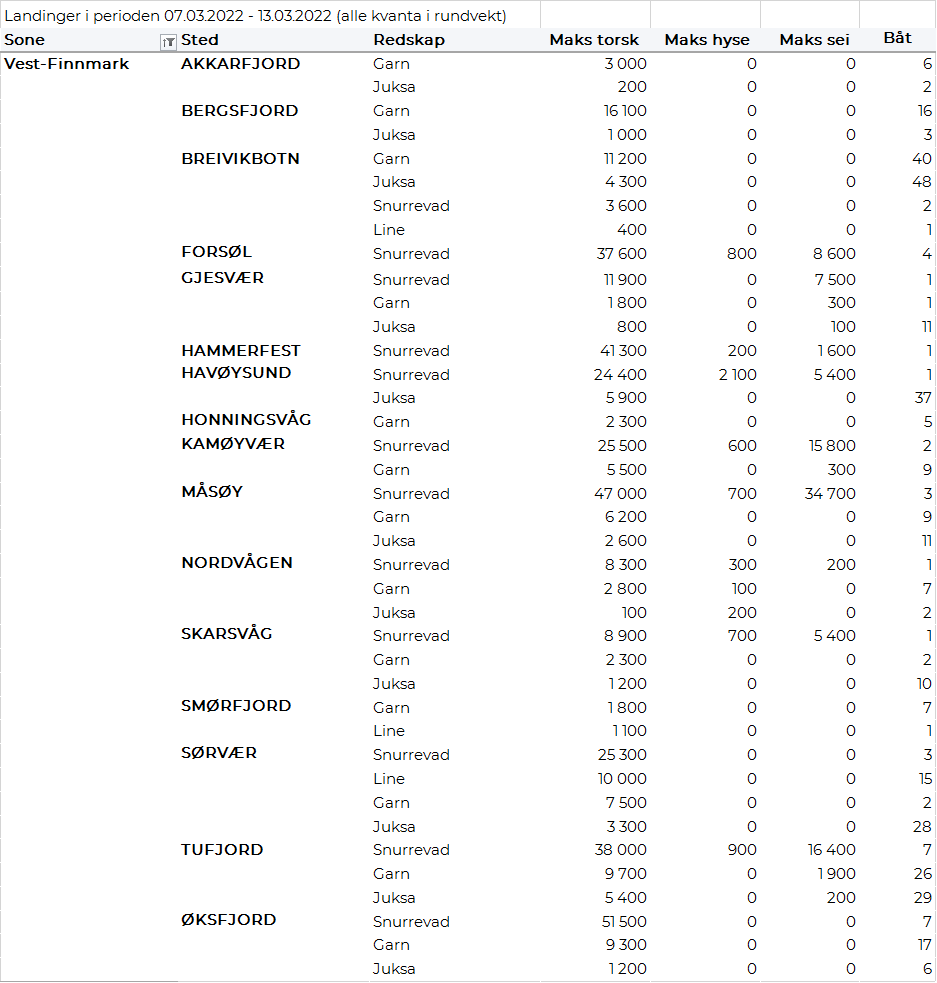 Landinger i perioden 07.03.2022 - 13.03.2022 (alle kvanta i rundvekt)
Sone Sted Redskap Maks torsk Maks hyse Maks sei Båt
Vest-Finnmark AKKARFJORD Garn 3 000 0 0 6
Juksa 200 0 0 2
BERGSFJORD Garn 16 100 0 0 16
Juksa 1 000 0 0 3
BREIVIKBOTN Garn 11 200 0 0 40
Juksa 4 300 0 0 48
Snurrevad 3 600 0 0 2
Line 400 0 0 1
FORSØL Snurrevad 37 600 800 8 600 4
GJESVÆR Snurrevad 11 900 0 7 500 1
Garn 1 800 0 300 1
Juksa 800 0 100 11
HAMMERFEST Snurrevad 41 300 200 1 600 1
HAVØYSUND Snurrevad 24 400 2 100 5 400 1
Juksa 5 900 0 0 37
HONNINGSVÅG Garn 2 300 0 0 5
KAMØYVÆR Snurrevad 25 500 600 15 800 2
Garn 5 500 0 300 9
MÅSØY Snurrevad 47 000 700 34 700 3
Garn 6 200 0 0 9
Juksa 2 600 0 0 11
NORDVÅGEN Snurrevad 8 300 300 200 1
Garn 2 800 100 0 7
Juksa 100 200 0 2
SKARSVÅG Snurrevad 8 900 700 5 400 1
Garn 2 300 0 0 2
Juksa 1 200 0 0 10
SMØRFJORD Garn 1 800 0 0 7
Line 1 100 0 0 1
SØRVÆR Snurrevad 25 300 0 0 3
Line 10 000 0 0 15
Garn 7 500 0 0 2
Juksa 3 300 0 0 28
TUFJORD Snurrevad 38 000 900 16 400 7
Garn 9 700 0 1 900 26
Juksa 5 400 0 200 29
ØKSFJORD Snurrevad 51 500 0 0 7
Garn 9 300 0 0 17
Juksa 1 200 0 0 6